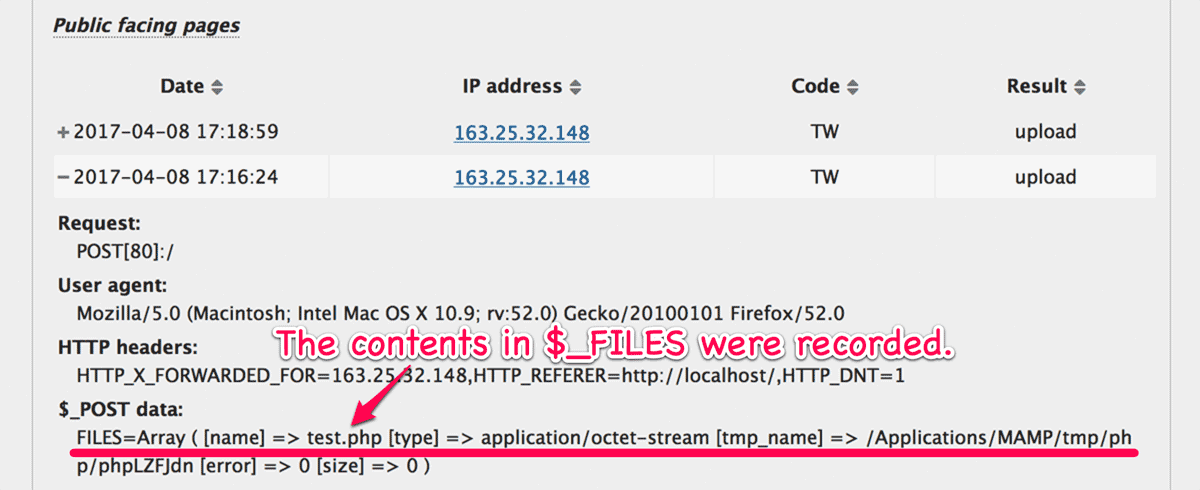 Public facing pages
Date IP address Code Result
+ 2017-04-08 17:18:59 163.25.32.148 TW upload
− 2017-04-08 17:16:24 163.25.32.148 TW upload
Request:
POST[80]:/
User agent:
Mozilla/5.0 (Macintosh; Intel Mac OS X 10.9; rv:52.0) Gecko/20100101 Firefox/52.0
The contents in $_FILES were recorded.
HTTP headers:
HTTP_X_FORWARDED_FOR=163.25.32.148,HTTP_REFERER=http://localhost/,HTTP_DNT=1
$_POST data:
FILES=Array ( [name] => test.php [type] => application/octet-stream [tmp_name] => /Applications/MAMP/tmp/ph
p/phpLZFJdn [error] => 0 [size] => 0 )